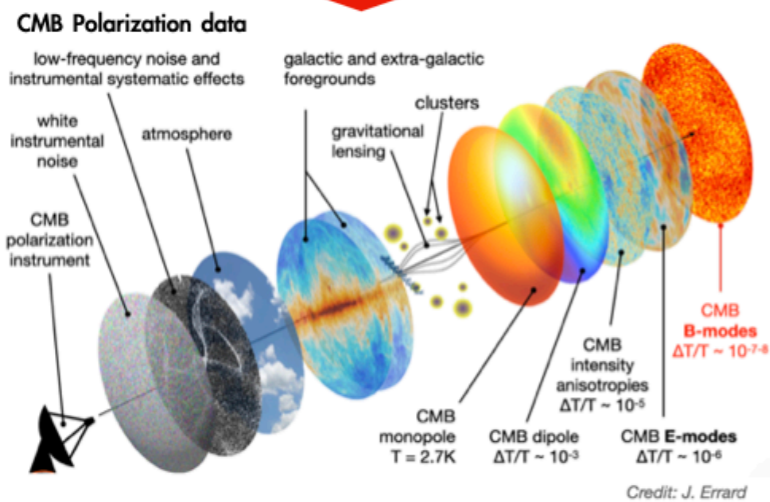 CMB Polarization data
low-frequency noise and
instrumental systematic effects
galactic and extra-galactic
foregrounds
clusters
white
instrumental
noise
atmosphere
gravitational
lensing
CMB
polarization
instrument
CMB
B-modes
ΔT/T ~ 10⁻⁷⁻⁸
CMB
intensity
anisotropies
ΔT/T ~ 10⁻⁵
CMB
monopole
T = 2.7K
CMB dipole
ΔT/T ~ 10⁻³
CMB E-modes
ΔT/T ~ 10⁻⁶
Credit: J. Errard